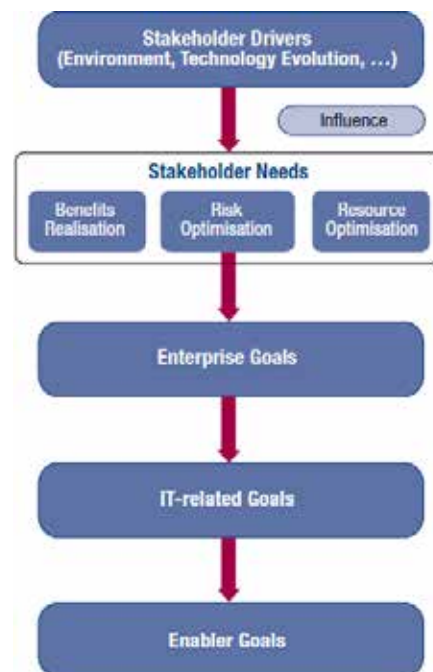 Stakeholder Drivers
(Environment, Technology Evolution, …)
Influence
Stakeholder Needs
Benefits
Realisation
Risk
Optimisation
Resource
Optimisation
Enterprise Goals
IT-related Goals
Enabler Goals